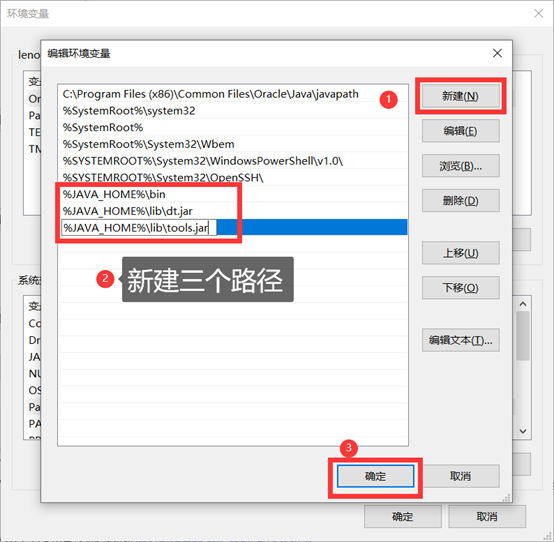 环境变量
leno
变
Or
Pa
TE
TM
编辑环境变量
C:\Program Files (x86)\Common Files\Oracle\Java\javapath
%SystemRoot%\system32
%SystemRoot%
%SystemRoot%\System32\Wbem
%SYSTEMROOT%\System32\WindowsPowerShell\v1.0\
%SYSTEMROOT%\System32\OpenSSH\
%JAVA_HOME%\bin
%JAVA_HOME%\lib\dt.jar
%JAVA_HOME%\lib\tools.jar
1
新建(N)
编辑(E)
浏览(B)...
删除(D)
上移(U)
下移(O)
编辑文本(T)...
2
新建三个路径
系统
变
Co
Dr
JA
NU
OS
Pa
PA
3
确定
取消
确定
取消